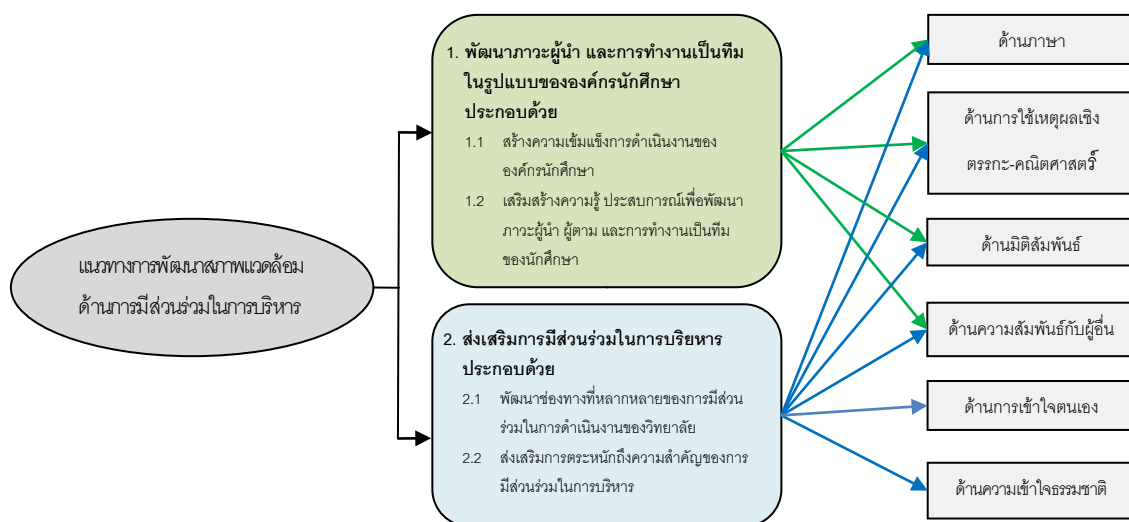 แนวทางการพัฒนาสภาพแวดล้อม
ด้านการมีส่วนร่วมในการบริหาร
1. พัฒนาภาวะผู้นำ และการทำงานเป็นทีม
ในรูปแบบขององค์กรนักศึกษา
ประกอบด้วย
1.1 สร้างความเข้มแข็งการดำเนินงานของ
องค์กรนักศึกษา
1.2 เสริมสร้างความรู้ ประสบการณ์เพื่อพัฒนา
ภาวะผู้นำ ผู้ตาม และการทำงานเป็นทีม
ของนักศึกษา
2. ส่งเสริมการมีส่วนร่วมในการบริยหาร
ประกอบด้วย
2.1 พัฒนาช่องทางที่หลากหลายของการมีส่วน
ร่วมในการดำเนินงานของวิทยาลัย
2.2 ส่งเสริมการตระหนักถึงความสำคัญของการ
มีส่วนร่วมในการบริหาร
ด้านภาษา
ด้านการใช้เหตุผลเชิง
ตรรกะ-คณิตศาสตร์
ด้านมิติสัมพันธ์
ด้านความสัมพันธ์กับผู้อื่น
ด้านการเข้าใจตนเอง
ด้านความเข้าใจธรรมชาติ